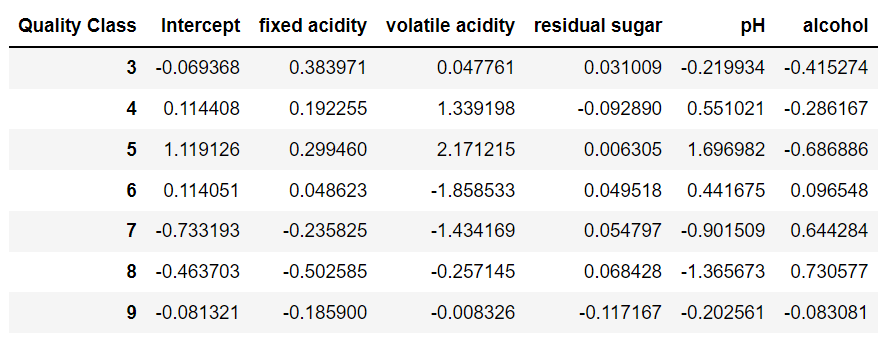 Quality Class Intercept fixed acidity volatile acidity residual sugar pH alcohol
3 -0.069368 0.383971 0.047761 0.031009 -0.219934 -0.415274
4 0.114408 0.192255 1.339198 -0.092890 0.551021 -0.286167
5 1.119126 0.299460 2.171215 0.006305 1.696982 -0.686886
6 0.114051 0.048623 -1.858533 0.049518 0.441675 0.096548
7 -0.733193 -0.235825 -1.434169 0.054797 -0.901509 0.644284
8 -0.463703 -0.502585 -0.257145 0.068428 -1.365673 0.730577
9 -0.081321 -0.185900 -0.008326 -0.117167 -0.202561 -0.083081